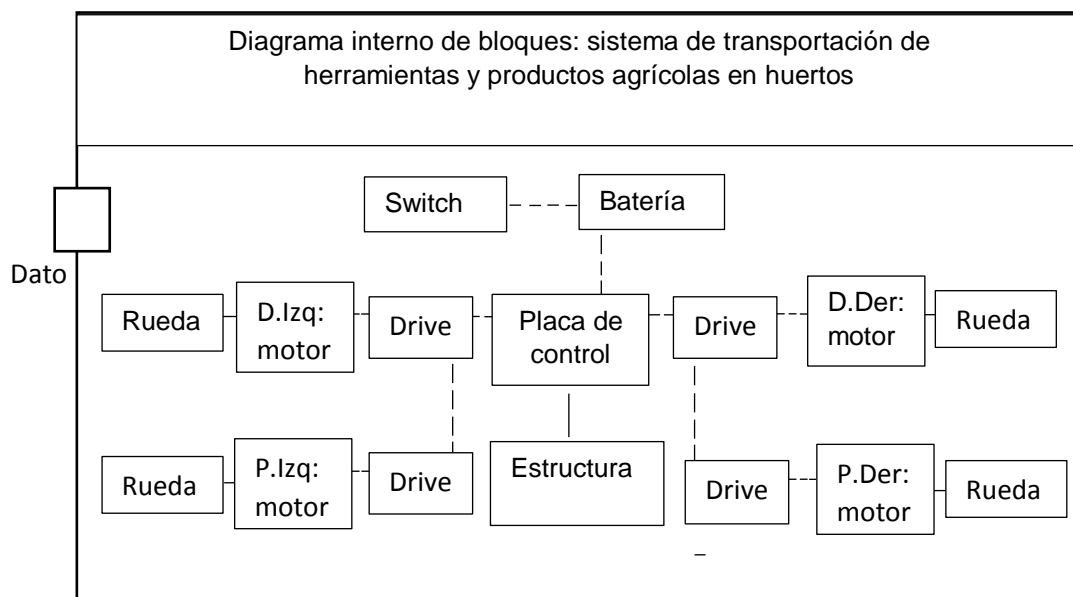 Diagrama interno de bloques: sistema de transportación de
herramientas y productos agrícolas en huertos
Switch
Batería
Dato
Rueda
D.Izq:
motor
Drive
Placa de
control
Drive
D.Der:
motor
Rueda
Rueda
P.Izq:
motor
Drive
Estructura
Drive
P.Der:
motor
Rueda